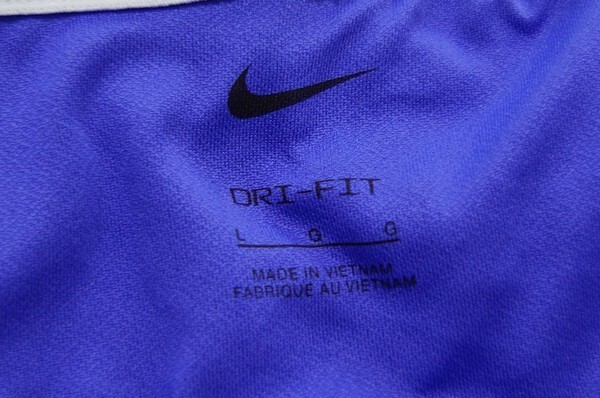 DRI-FIT
L G G
MADE IN VIETNAM
FABRIQUE AU VIETNAM